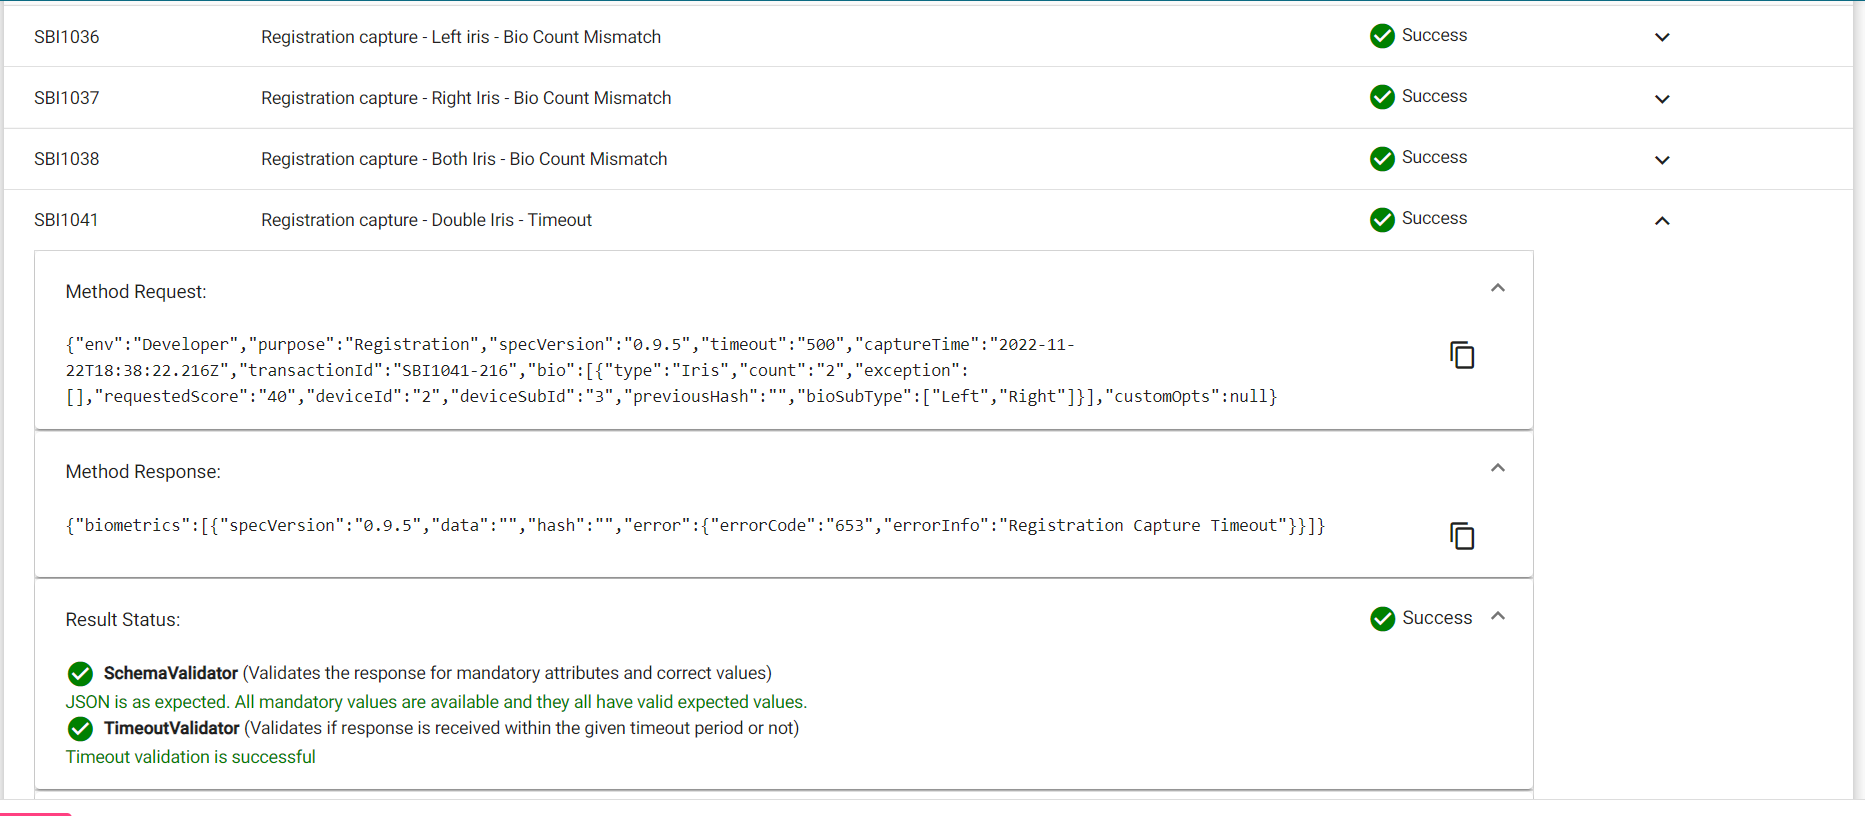 SBI1036 Registration capture - Left iris - Bio Count Mismatch Success
SBI1037 Registration capture - Right Iris - Bio Count Mismatch Success
SBI1038 Registration capture - Both Iris - Bio Count Mismatch Success
SBI1041 Registration capture - Double Iris - Timeout Success
Method Request:
{"env":"Developer","purpose":"Registration","specVersion":"0.9.5","timeout":"500","captureTime":"2022-11-
22T18:38:22.216Z","transactionId":"SBI1041-216","bio":[{"type":"Iris","count":"2","exception":
[],"requestedScore":"40","deviceId":"2","deviceSubId":"3","previousHash":"","bioSubType":["Left","Right"]}],"customOpts":null}
Method Response:
{"biometrics":[{"specVersion":"0.9.5","data":"","hash":"","error":{"errorCode":"653","errorInfo":"Registration Capture Timeout"}}]}
Result Status: Success
SchemaValidator (Validates the response for mandatory attributes and correct values)
JSON is as expected. All mandatory values are available and they all have valid expected values.
TimeoutValidator (Validates if response is received within the given timeout period or not)
Timeout validation is successful